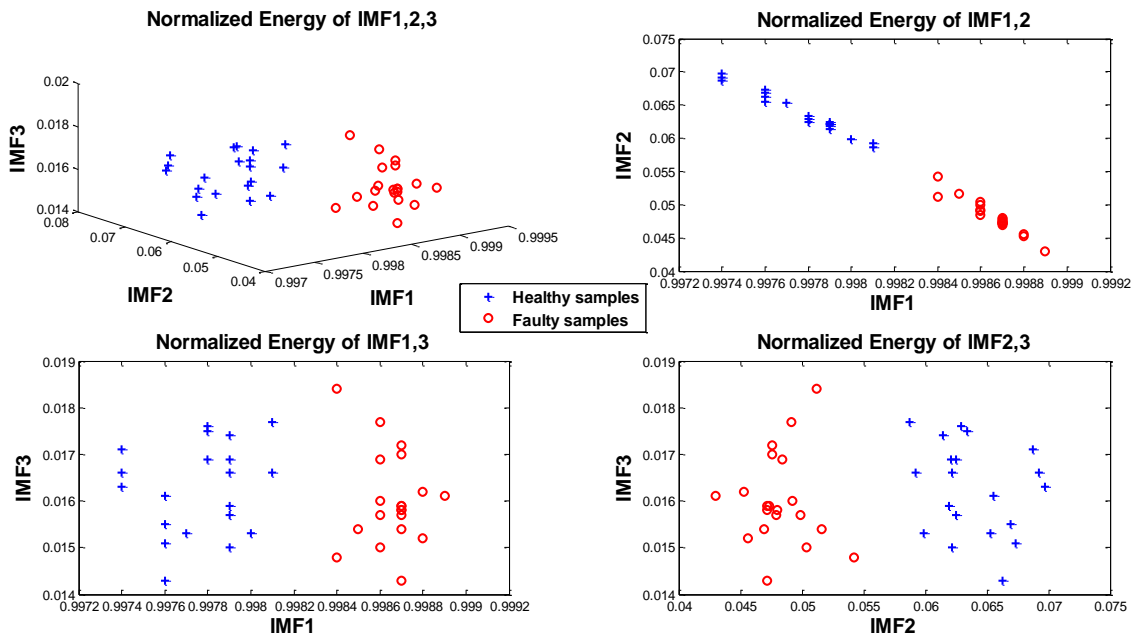 Normalized Energy of IMF1,2,3
0.02
0.018
0.016
0.014
IMF3
0.08
0.07
0.06
0.05
0.04
IMF2
0.997
0.9975
0.998
0.9985
0.999
0.9995
IMF1
Normalized Energy of IMF1,2
0.075
0.07
0.065
0.06
0.055
0.05
0.045
0.04
IMF2
0.9972 0.9974 0.9976 0.9978 0.998 0.9982 0.9984 0.9986 0.9988 0.999 0.9992
IMF1
Healthy samples
Faulty samples
Normalized Energy of IMF1,3
0.019
0.018
0.017
0.016
0.015
0.014
IMF3
0.9972 0.9974 0.9976 0.9978 0.998 0.9982 0.9984 0.9986 0.9988 0.999 0.9992
IMF1
Normalized Energy of IMF2,3
0.019
0.018
0.017
0.016
0.015
0.014
IMF3
0.04 0.045 0.05 0.055 0.06 0.065 0.07 0.075
IMF2